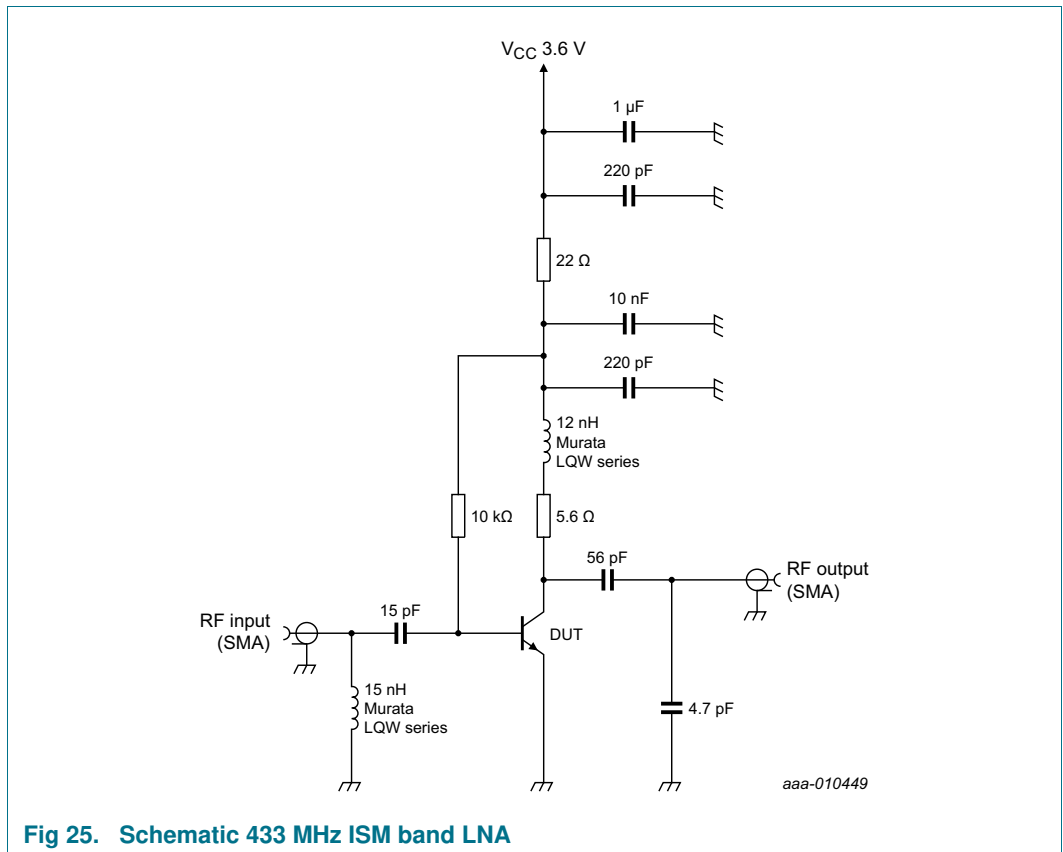 VCC 3.6 V
1 µF
220 pF
22 Ω
10 nF
220 pF
12 nH
Murata
LQW series
10 kΩ
5.6 Ω
56 pF
RF output
(SMA)
15 pF
RF input
(SMA)
DUT
15 nH
Murata
LQW series
4.7 pF
aaa-010449
Fig 25. Schematic 433 MHz ISM band LNA